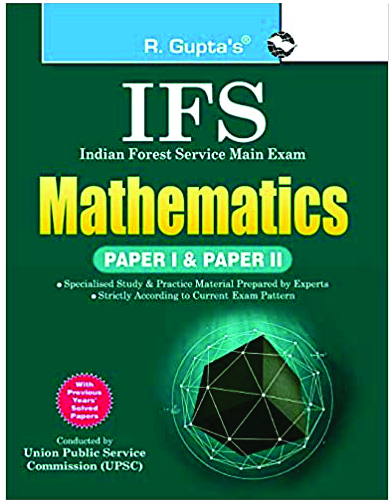 R. Gupta's®
IFS
Indian Forest Service Main Exam
Mathematics
PAPER I & PAPER II
• Specialised Study & Practice Material Prepared by Experts
• Strictly According to Current Exam Pattern
With
Previous
Years'
Solved
Papers
Conducted by
Union Public Service
Commission (UPSC)